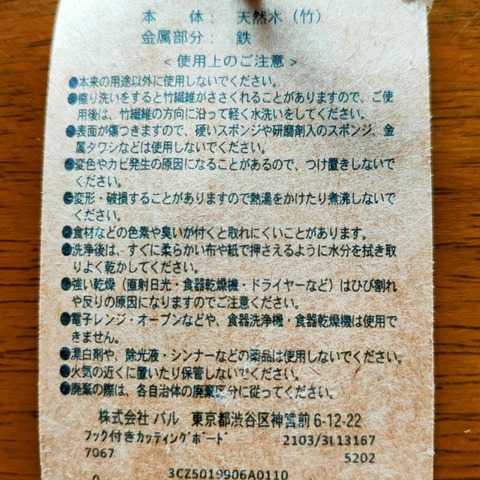 本　体： 天然木（竹）
金属部分： 鉄
＜使用上のご注意＞
●本来の用途以外に使用しないでください。
●擦り洗いをすると竹繊維がささくれることがありますので、ご使
用後は、竹繊維の方向に沿って軽く水洗いをしてください。
●表面が傷つきますので、硬いスポンジや研磨剤入のスポンジ、金
属タワシなどは使用しないでください。
●変色やカビ発生の原因になることがあるので、つけ置きしないで
ください。
●変形・破損することがありますので熱湯をかけたり煮沸しないで
ください。
●食材などの色素や臭いが付くと取れにくいことがあります。
●洗浄後は、すぐに柔らかい布や紙で押さえるように水分を拭き取
りよく乾かしてください。
●強い乾燥（直射日光・食器乾燥機・ドライヤーなど）はひび割れ
や反りの原因になりますのでご注意ください。
●電子レンジ・オーブンなどや、食器洗浄機・食器乾燥機は使用で
きません。
●漂白剤や、除光液・シンナーなどの薬品は使用しないでください。
●火気の近くに置いたり保管しないでください。
●廃棄の際は、各自治体の廃棄区分に従ってください。
株式会社 バル 東京都渋谷区神宮前 6-12-22
フック付きカッティングボード 2103/3L13167
7067 5202
3CZ5019906A0110